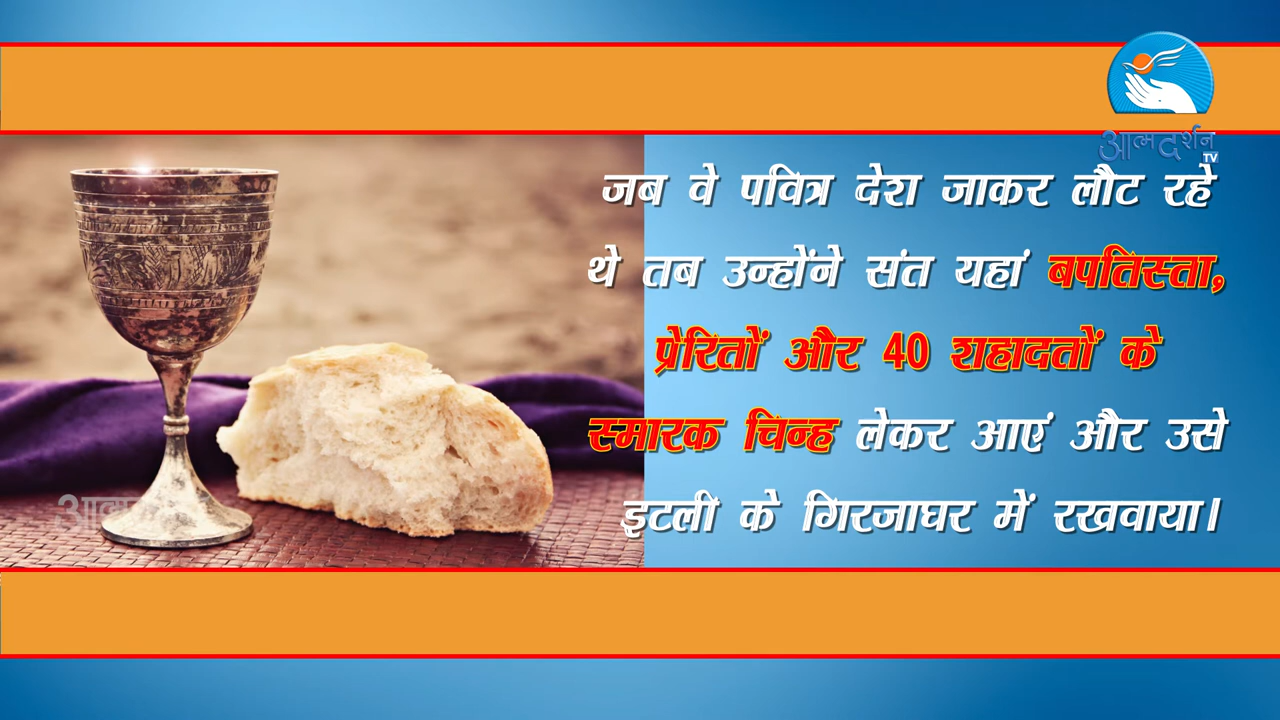 आत्मदर्शन
TV
जब वे पवित्र देश जाकर लौट रहे
थे तब उन्होंने संत यहां बपतिस्ता,
प्रेरितों और 40 शहादतों के
स्मारक चिन्ह लेकर आएं और उसे
इटली के गिरजाघर में रखवाया।